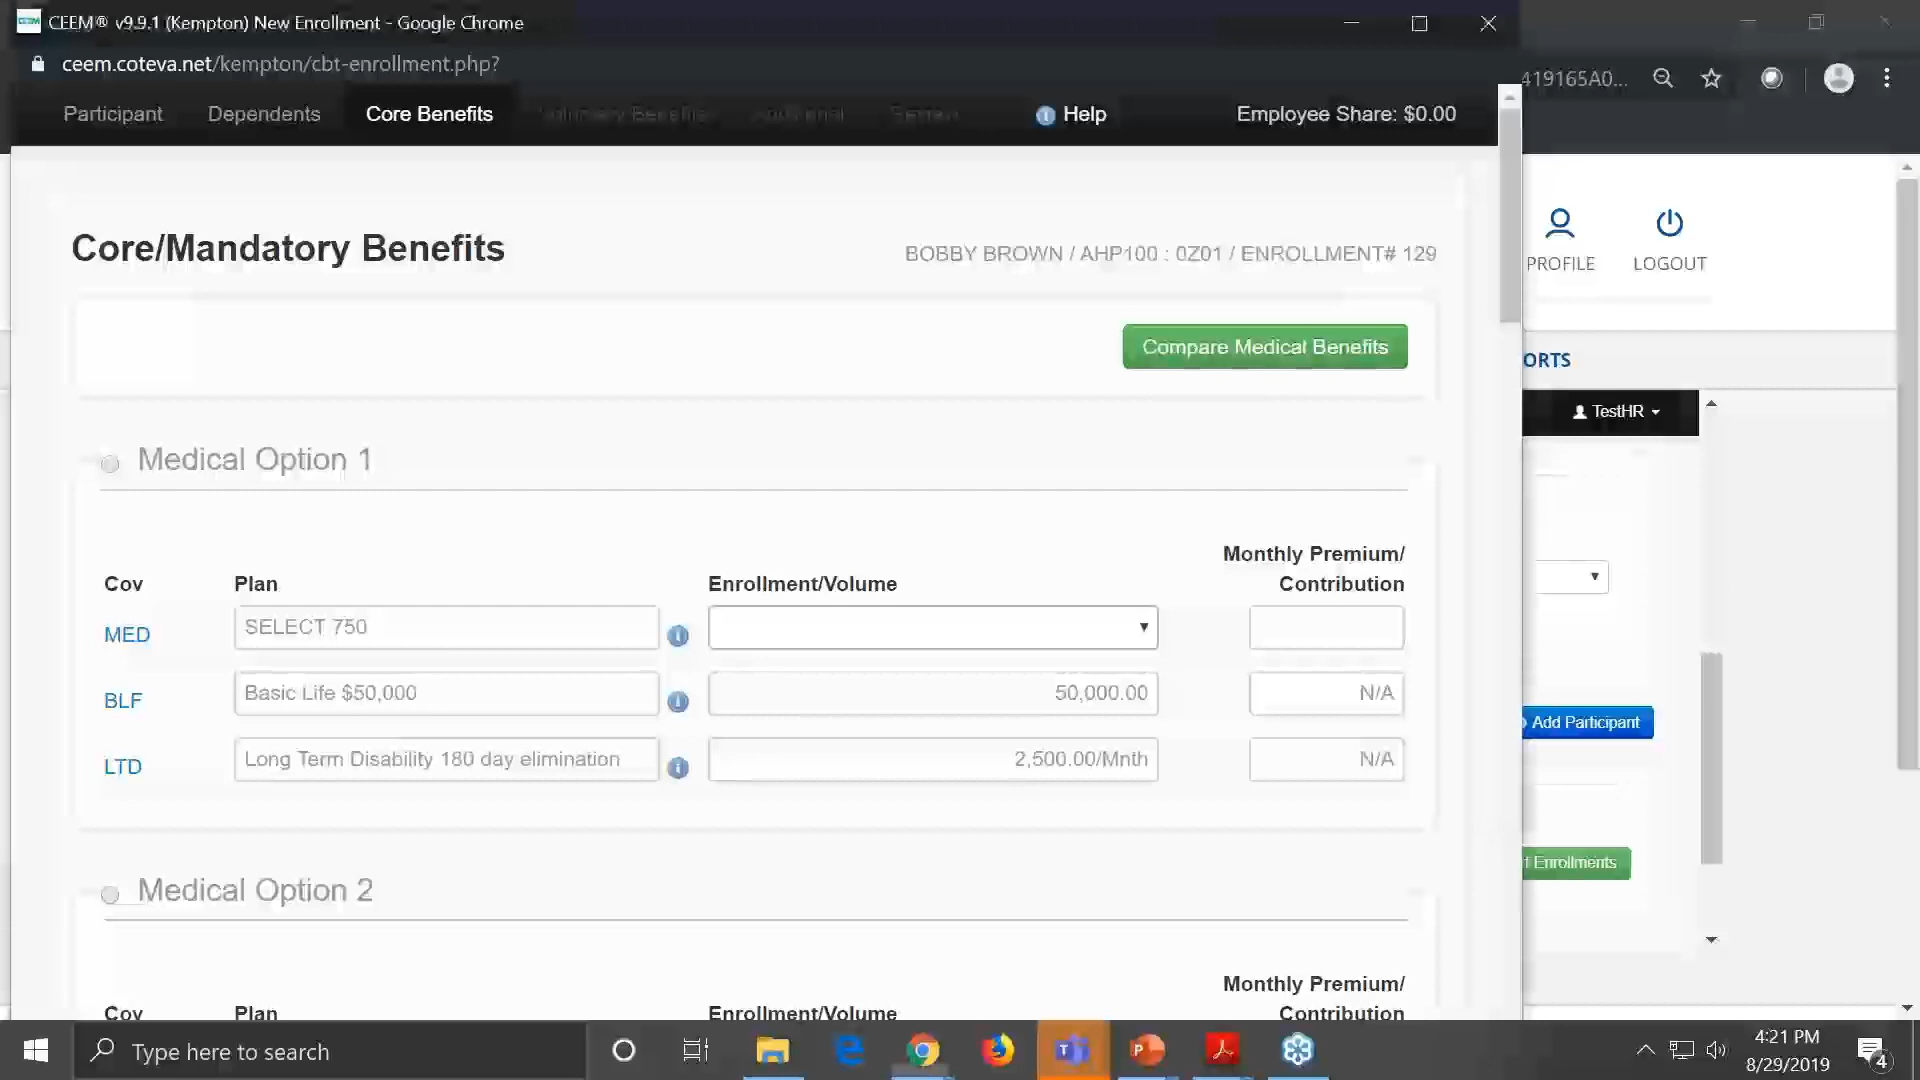 CEEM® v9.9.1 (Kempton) New Enrollment - Google Chrome
ceem.coteva.net/kempton/cbt-enrollment.php?
419165A0...
Participant
Dependents
Core Benefits
Voluntary Benefits
Additional
Review
Help
Employee Share: $0.00
Core/Mandatory Benefits
BOBBY BROWN / AHP100 : 0Z01 / ENROLLMENT# 129
PROFILE
LOGOUT
Compare Medical Benefits
ORTS
TestHR
Medical Option 1
Monthly Premium/
Cov
Plan
Enrollment/Volume
Contribution
MED
SELECT 750
BLF
Basic Life $50,000
50,000.00
N/A
Add Participant
LTD
Long Term Disability 180 day elimination
2,500.00/Mnth
N/A
f Enrollments
Medical Option 2
Monthly Premium/
Cov
Plan
Enrollment/Volume
Contribution
Type here to search
4:21 PM
8/29/2019
4